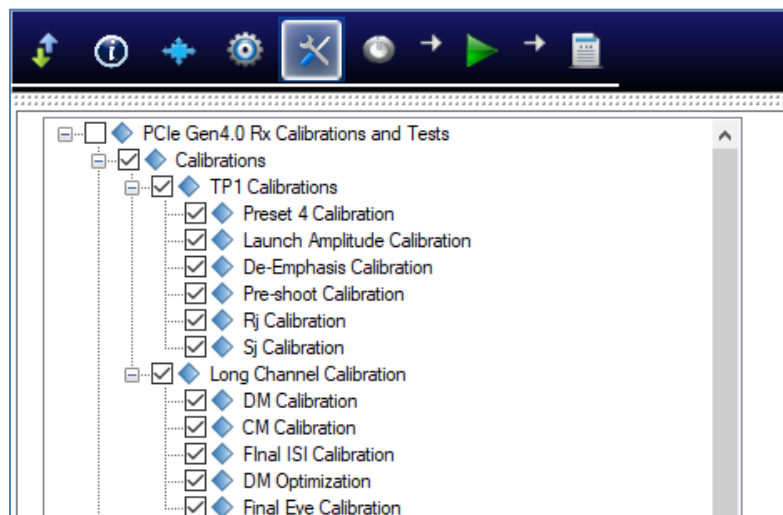 PCIe Gen4.0 Rx Calibrations and Tests
Calibrations
TP1 Calibrations
Preset 4 Calibration
Launch Amplitude Calibration
De-Emphasis Calibration
Pre-shoot Calibration
Rj Calibration
Sj Calibration
Long Channel Calibration
DM Calibration
CM Calibration
FInal ISI Calibration
DM Optimization
Final Eye Calibration